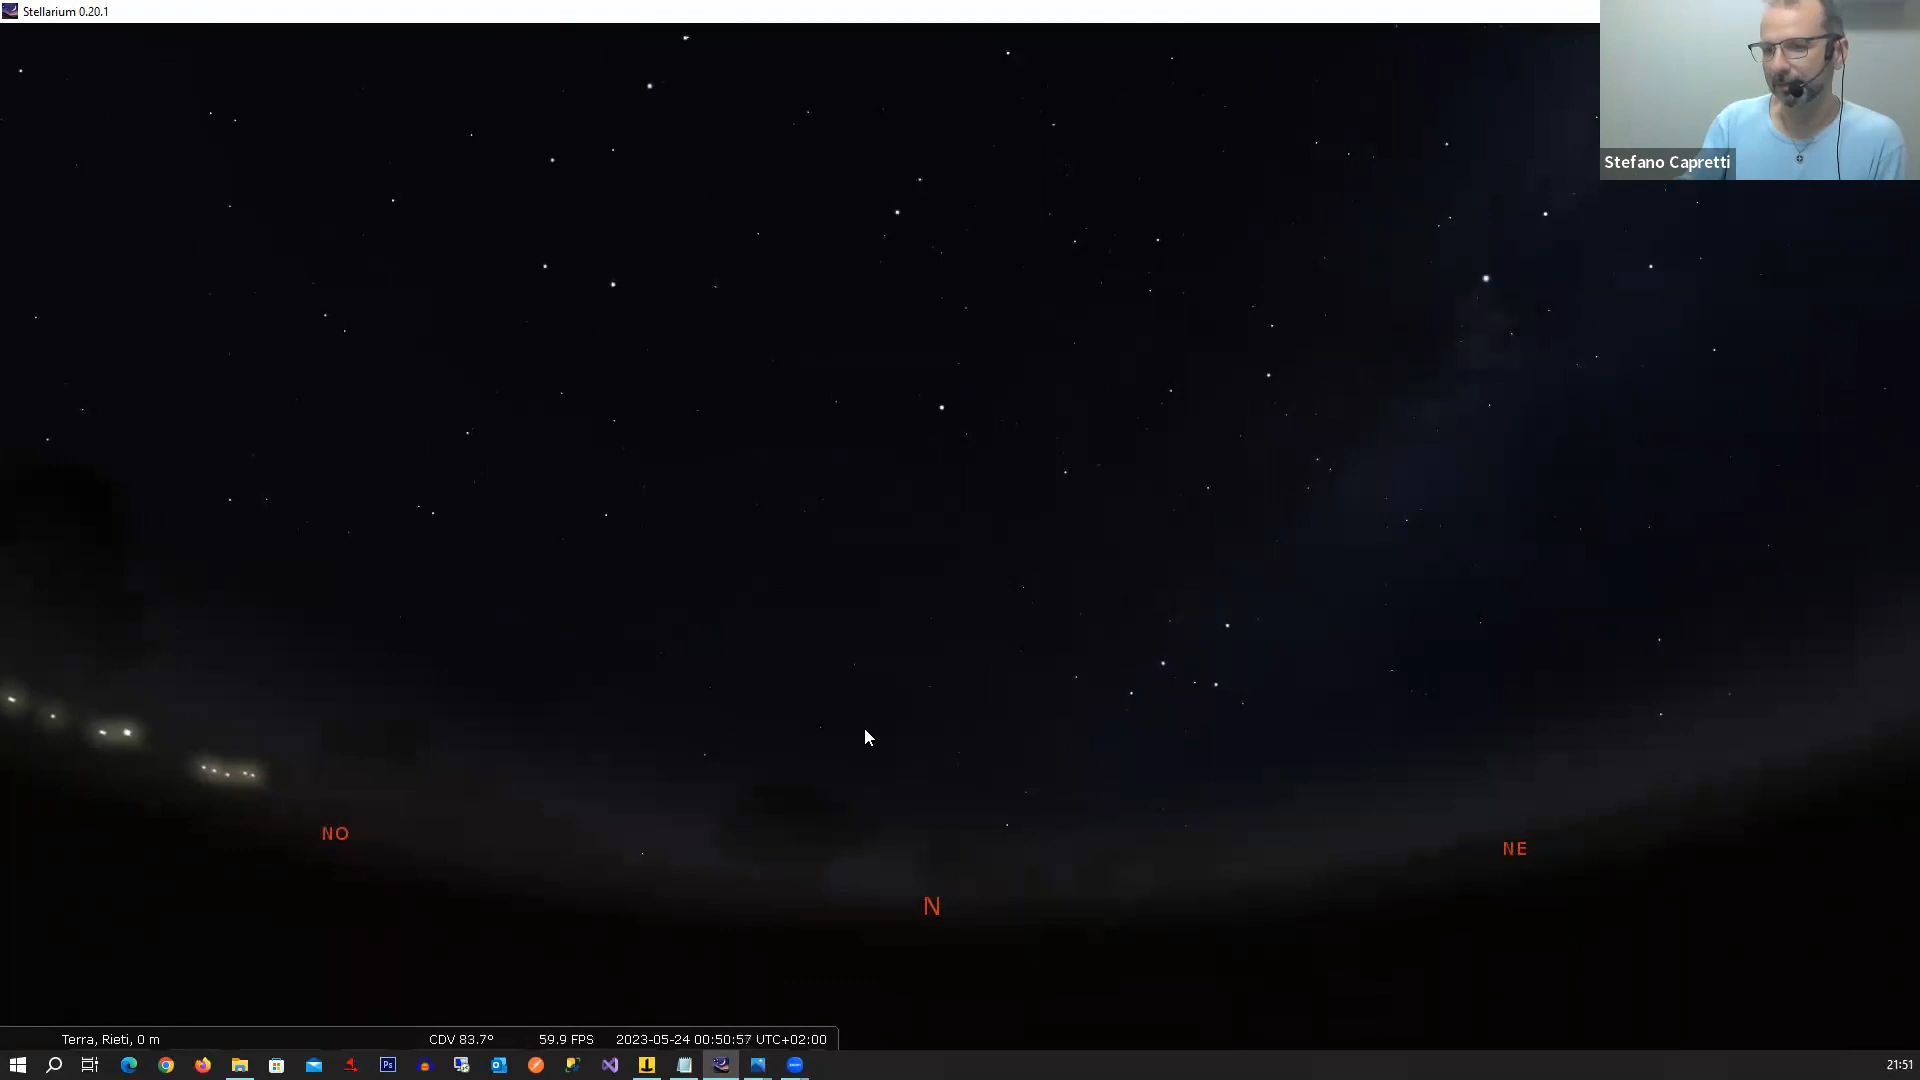 Stellarium 0.20.1
Stefano Capretti
NO
NE
N
Terra, Rieti, 0 m CDV 83.7° 59.9 FPS 2023-05-24 00:50:57 UTC+02:00
Ps
21:51